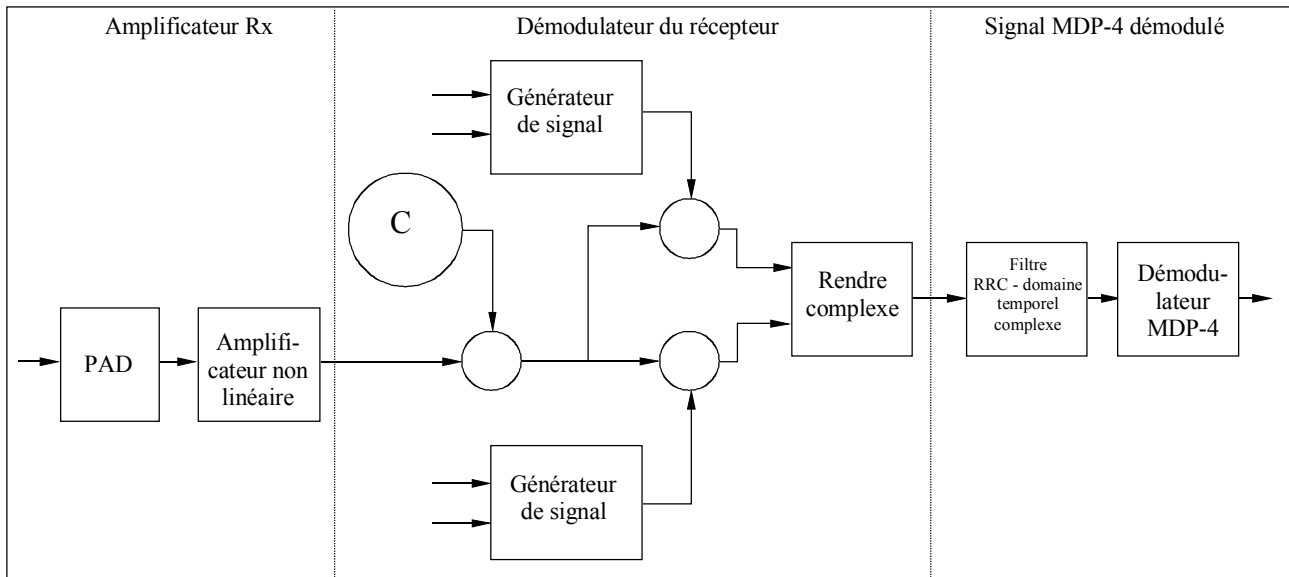 Amplificateur Rx
Démodulateur du récepteur
Signal MDP-4 démodulé
Générateur
de signal
C
PAD
Amplifi-
cateur non
linéaire
Rendre
complexe
Filtre
RRC - domaine
temporel
complexe
Démodu-
lateur
MDP-4
Générateur
de signal